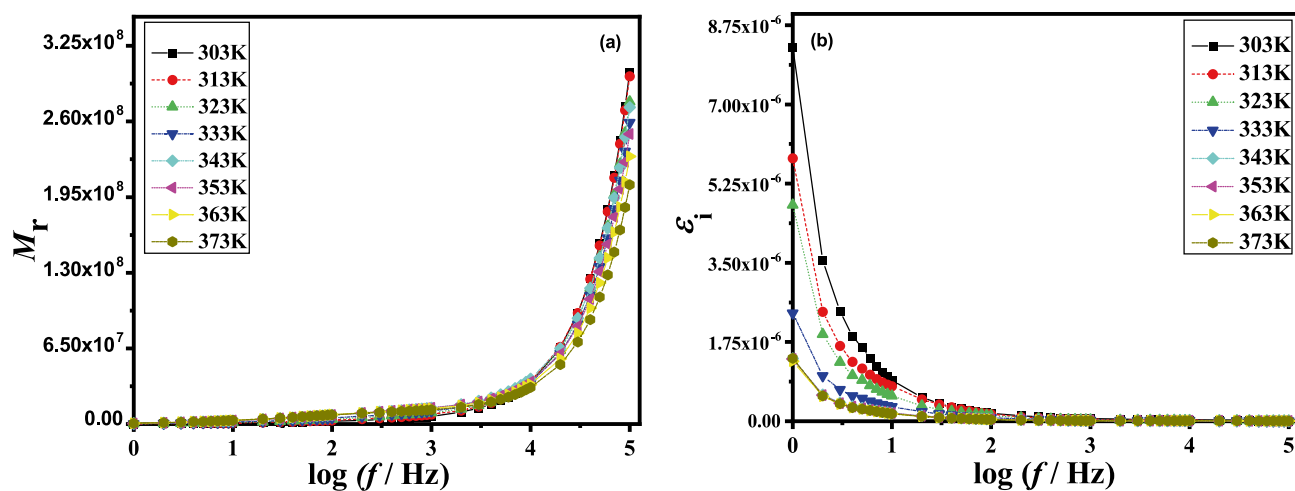 (a)
303K
313K
323K
333K
343K
353K
363K
373K
M_r
3.25x10^8
2.60x10^8
1.95x10^8
1.30x10^8
6.50x10^7
0.00
0 1 2 3 4 5
log (f / Hz)
(b)
303K
313K
323K
333K
343K
353K
363K
373K
ε_i
8.75x10^-6
7.00x10^-6
5.25x10^-6
3.50x10^-6
1.75x10^-6
0.00
0 1 2 3 4 5
log (f / Hz)